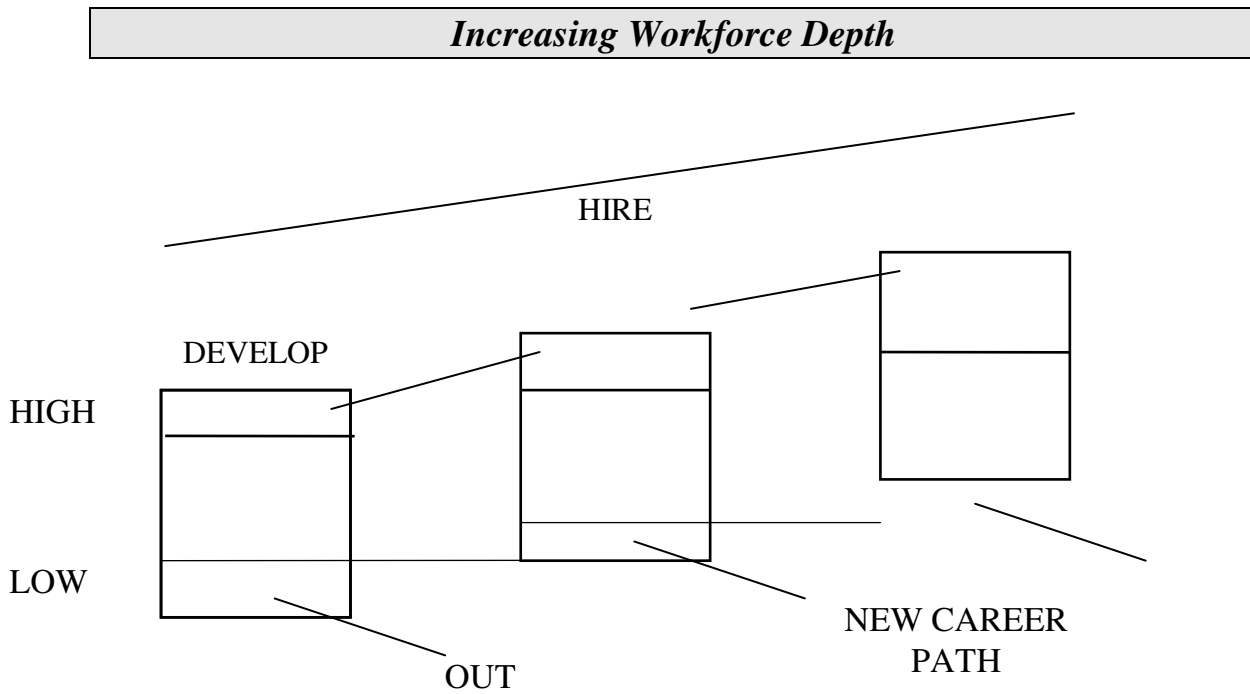 Increasing Workforce Depth
HIRE
DEVELOP
HIGH
LOW
NEW CAREER
PATH
OUT